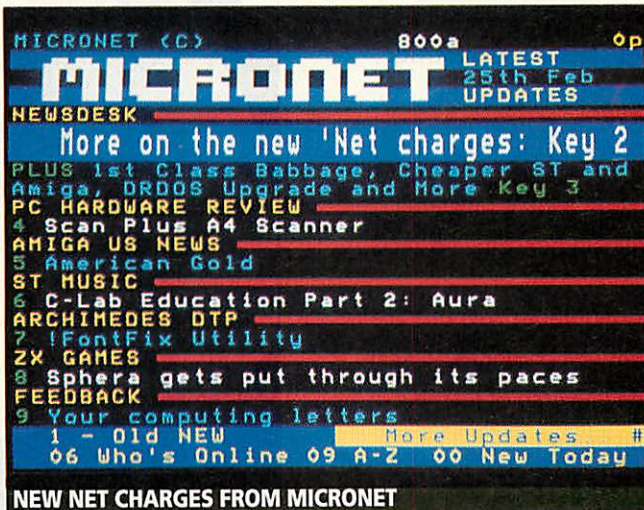 MICRONET (C) 800a 0p
MICRONET
LATEST
25th Feb
UPDATES
NEWSDESK
More on the new 'Net charges: Key 2
PLUS 1st Class Babbage, Cheaper ST and
Amiga, DRDOS Upgrade and More Key 3
PC HARDWARE REVIEW
4 Scan Plus A4 Scanner
AMIGA US NEWS
5 American Gold
ST MUSIC
6 C-Lab Education Part 2: Aura
ARCHIMEDES DTP
7 !FontFix Utility
ZX GAMES
8 Sphera gets put through its paces
FEEDBACK
9 Your computing letters
1 - Old NEW More Updates #
06 Who's Online 09 A-Z 00 New Today
NEW NET CHARGES FROM MICRONET